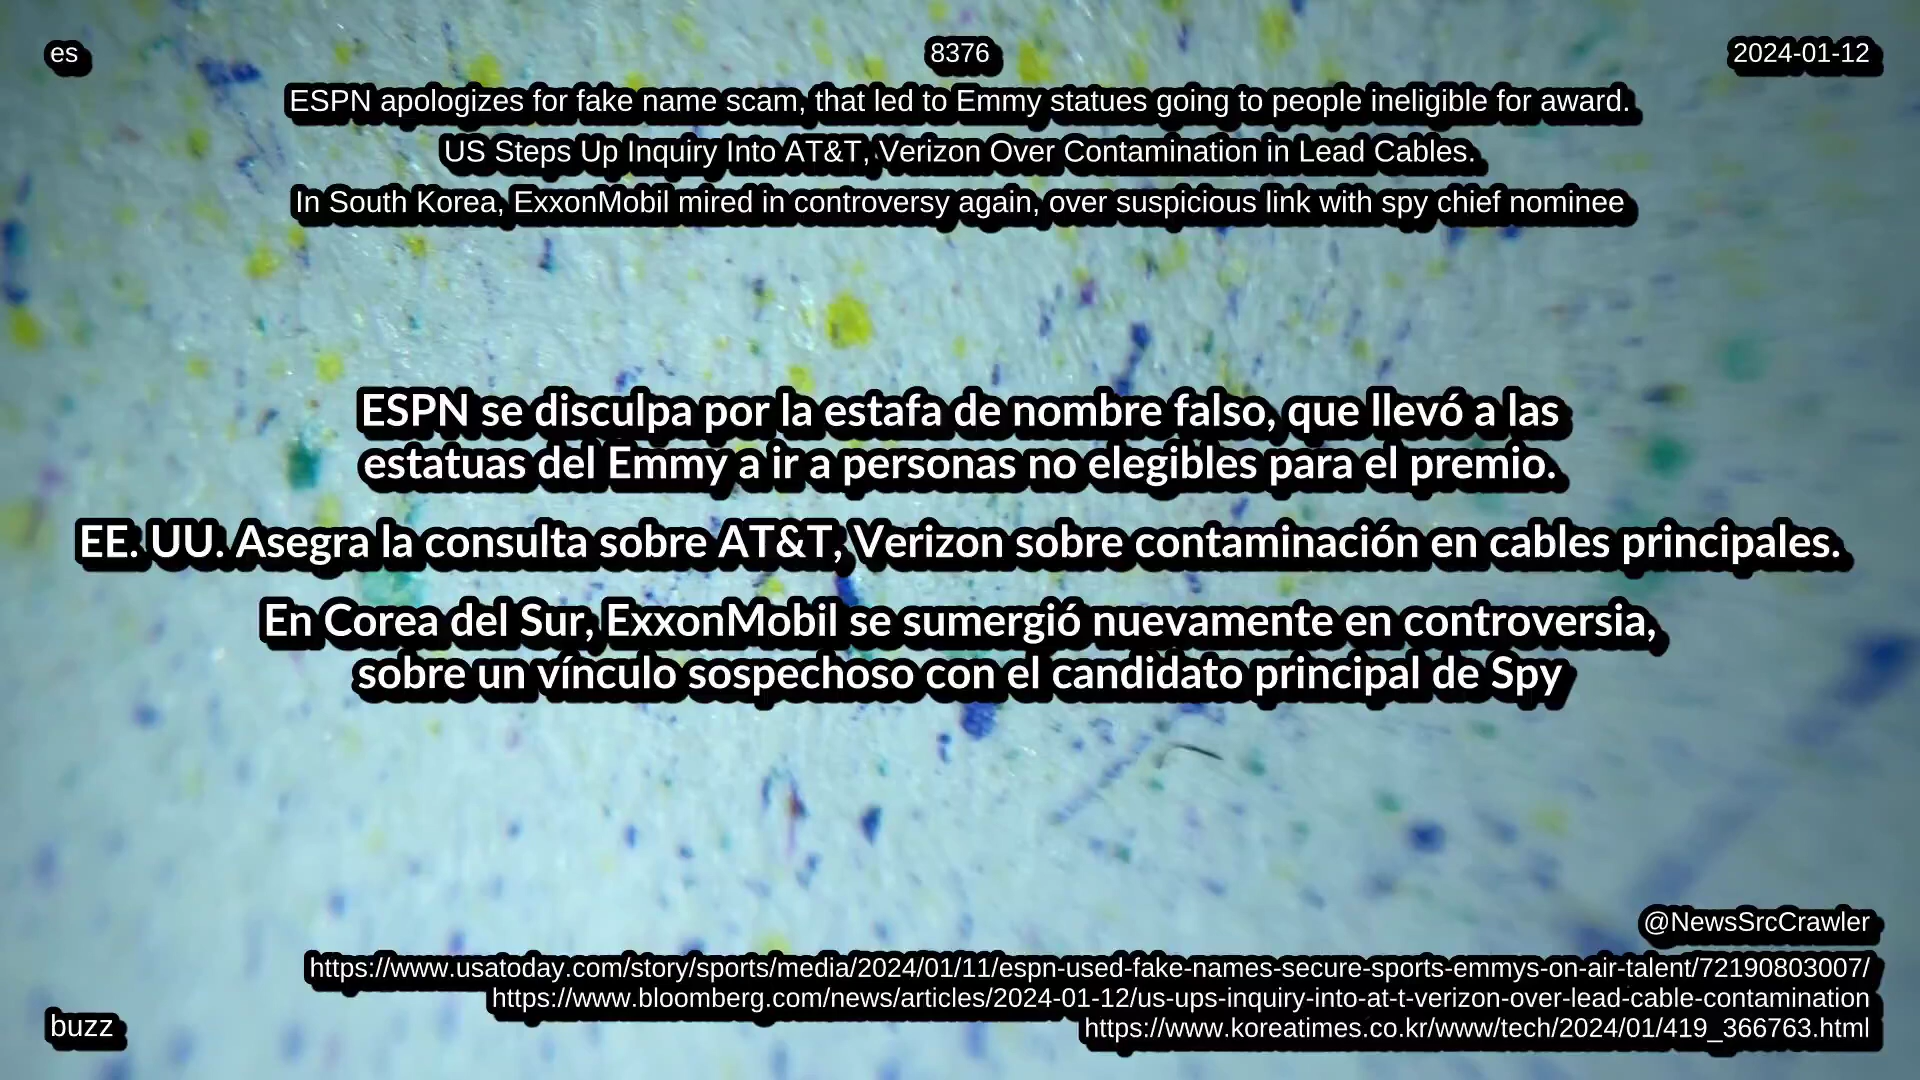 es
8376
2024-01-12
ESPN apologizes for fake name scam, that led to Emmy statues going to people ineligible for award.
US Steps Up Inquiry Into AT&T, Verizon Over Contamination in Lead Cables.
In South Korea, ExxonMobil mired in controversy again, over suspicious link with spy chief nominee
ESPN se disculpa por la estafa de nombre falso, que llevó a las
estatuas del Emmy a ir a personas no elegibles para el premio.
EE. UU. Asegra la consulta sobre AT&T, Verizon sobre contaminación en cables principales.
En Corea del Sur, ExxonMobil se sumergió nuevamente en controversia,
sobre un vínculo sospechoso con el candidato principal de Spy
@NewsSrcCrawler
https://www.usatoday.com/story/sports/media/2024/01/11/espn-used-fake-names-secure-sports-emmys-on-air-talent/72190803007/
https://www.bloomberg.com/news/articles/2024-01-12/us-ups-inquiry-into-at-t-verizon-over-lead-cable-contamination
https://www.koreatimes.co.kr/www/tech/2024/01/419_366763.html
buzz